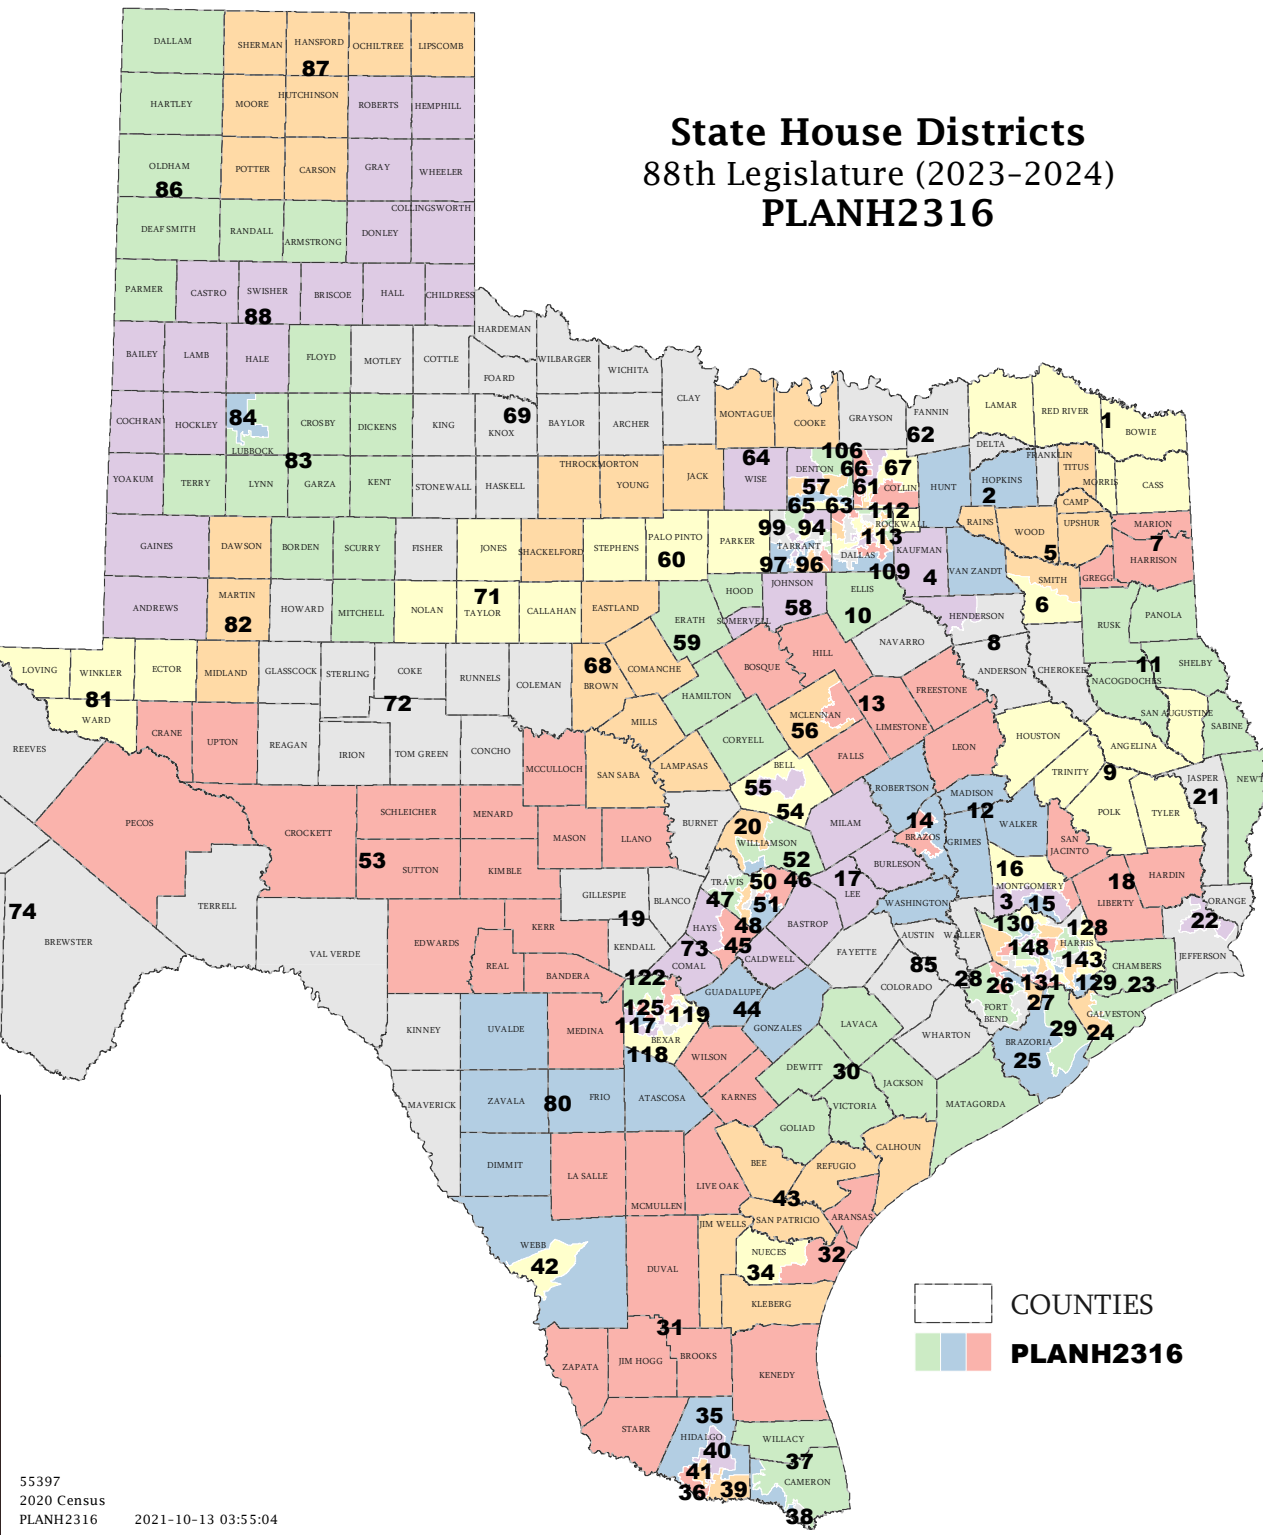 State House Districts
88th Legislature (2023-2024)
PLANH2316
DALLAM
SHERMAN
HANSFORD
OCHILTREE
LIPSCOMB
87
HARTLEY
MOORE
HUTCHINSON
ROBERTS
HEMPHILL
OLDHAM
86
POTTER
CARSON
GRAY
WHEELER
COLLINGSWORTH
DEAF SMITH
RANDALL
ARMSTRONG
DONLEY
PARMER
CASTRO
SWISHER
BRISCOE
HALL
CHILDRESS
88
HARDEMAN
BAILEY
LAMB
HALE
FLOYD
MOTLEY
COTTLE
FOARD
WILBARGER
WICHITA
CLAY
COCHRAN
HOCKLEY
84
LUBBOCK
CROSBY
DICKENS
KING
KNOX
69
BAYLOR
ARCHER
MONTAGUE
COOKE
GRAYSON
FANNIN
62
LAMAR
RED RIVER
1
BOWIE
83
YOAKUM
TERRY
LYNN
GARZA
KENT
STONEWALL
HASKELL
THROCKMORTON
YOUNG
JACK
64
WISE
DENTON
106
66
67
57
61
COLLIN
65
63
112
HUNT
DELTA
HOPKINS
2
FRANKLIN
TITUS
MORRIS
CASS
CAMP
GAINES
DAWSON
BORDEN
SCURRY
FISHER
JONES
SHACKELFORD
STEPHENS
PALO PINTO
60
PARKER
99
94
TARRANT
97
96
ROCKWALL
113
DALLAS
109
KAUFMAN
4
RAINS
WOOD
5
UPSHUR
MARION
7
HARRISON
VAN ZANDT
SMITH
GREGG
6
ANDREWS
MARTIN
82
HOWARD
MITCHELL
NOLAN
71
TAYLOR
CALLAHAN
EASTLAND
ERATH
59
HOOD
SOMERVELL
JOHNSON
58
ELLIS
10
HENDERSON
8
NAVARRO
RUSK
PANOLA
LOVING
WINKLER
ECTOR
MIDLAND
GLASSCOCK
STERLING
COKE
RUNNELS
COLEMAN
68
BROWN
COMANCHE
BOSQUE
HILL
ANDERSON
CHEROKEE
11
SHELBY
NACOGDOCHES
81
WARD
72
HAMILTON
MCLENNAN
56
13
FREESTONE
LIMESTONE
SAN AUGUSTINE
SABINE
REEVES
CRANE
UPTON
REAGAN
IRION
TOM GREEN
CONCHO
MILLS
CORYELL
FALLS
LEON
HOUSTON
ANGELINA
MCCULLOCH
SAN SABA
LAMPASAS
BELL
55
54
ROBERTSON
MADISON
12
TRINITY
9
POLK
TYLER
JASPER
21
NEWT
PECOS
CROCKETT
SCHLEICHER
MENARD
MASON
LLANO
BURNET
20
WILLIAMSON
MILAM
14
BRAZOS
GRIMES
WALKER
SAN
JACINTO
53
SUTTON
KIMBLE
52
BURLESON
17
16
MONTGOMERY
18
HARDIN
LIBERTY
74
TERRELL
GILLESPIE
BLANCO
TRAVIS
50
46
47
51
48
LEE
WASHINGTON
3
15
ORANGE
22
BREWSTER
VAL VERDE
EDWARDS
KERR
19
KENDALL
HAYS
73
45
BASTROP
CALDWELL
FAYETTE
AUSTIN
WALLER
130
128
148
HARRIS
143
JEFFERSON
REAL
BANDERA
COMAL
85
COLORADO
28
26
131
129
CHAMBERS
23
122
125
119
117
BEXAR
118
GUADALUPE
44
GONZALES
LAVACA
WHARTON
FORT
BEND
27
29
GALVESTON
24
BRAZORIA
25
KINNEY
UVALDE
MEDINA
WILSON
DEWITT
30
JACKSON
MATAGORDA
MAVERICK
ZAVALA
80
FRIO
ATASCOSA
KARNES
VICTORIA
GOLIAD
DIMMIT
LA SALLE
MCMULLEN
LIVE OAK
BEE
REFUGIO
CALHOUN
43
SAN PATRICIO
ARANSAS
WEBB
42
DUVAL
JIM WELLS
NUECES
34
32
KLEBERG
COUNTIES
PLANH2316
31
ZAPATA
JIM HOGG
BROOKS
KENEDY
STARR
35
HIDALGO
40
41
36
39
WILLACY
37
CAMERON
38
55397
2020 Census
PLANH2316 2021-10-13 03:55:04